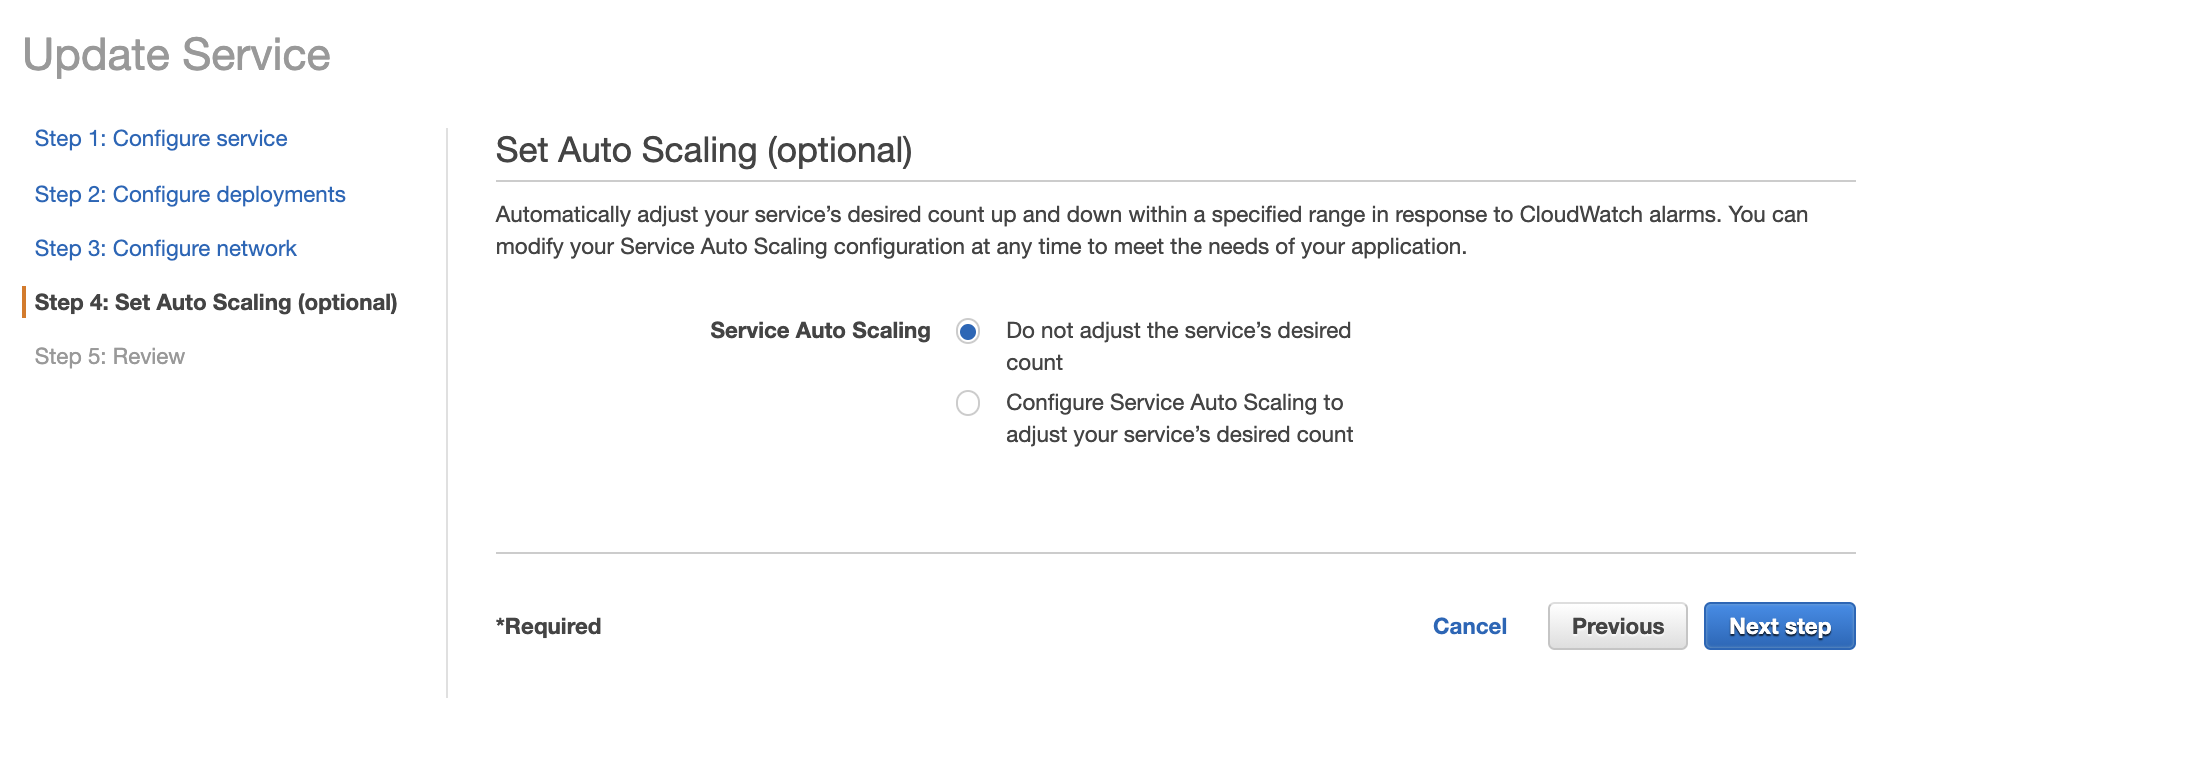 Update Service
Step 1: Configure service
Step 2: Configure deployments
Step 3: Configure network
Step 4: Set Auto Scaling (optional)
Step 5: Review
Set Auto Scaling (optional)
Automatically adjust your service’s desired count up and down within a specified range in response to CloudWatch alarms. You can
modify your Service Auto Scaling configuration at any time to meet the needs of your application.
Service Auto Scaling
Do not adjust the service’s desired
count
Configure Service Auto Scaling to
adjust your service’s desired count
*Required
Cancel
Previous
Next step